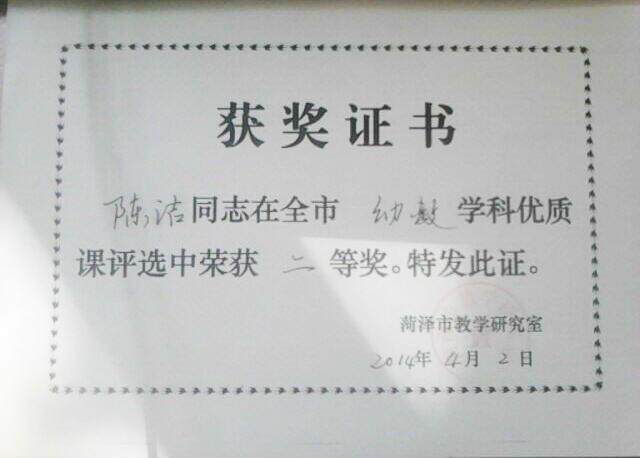 获奖证书
陈洁同志在全市 幼教 学科优质
课评选中荣获 二 等奖。特发此证。
菏泽市教学研究室
2014年 4月 2日